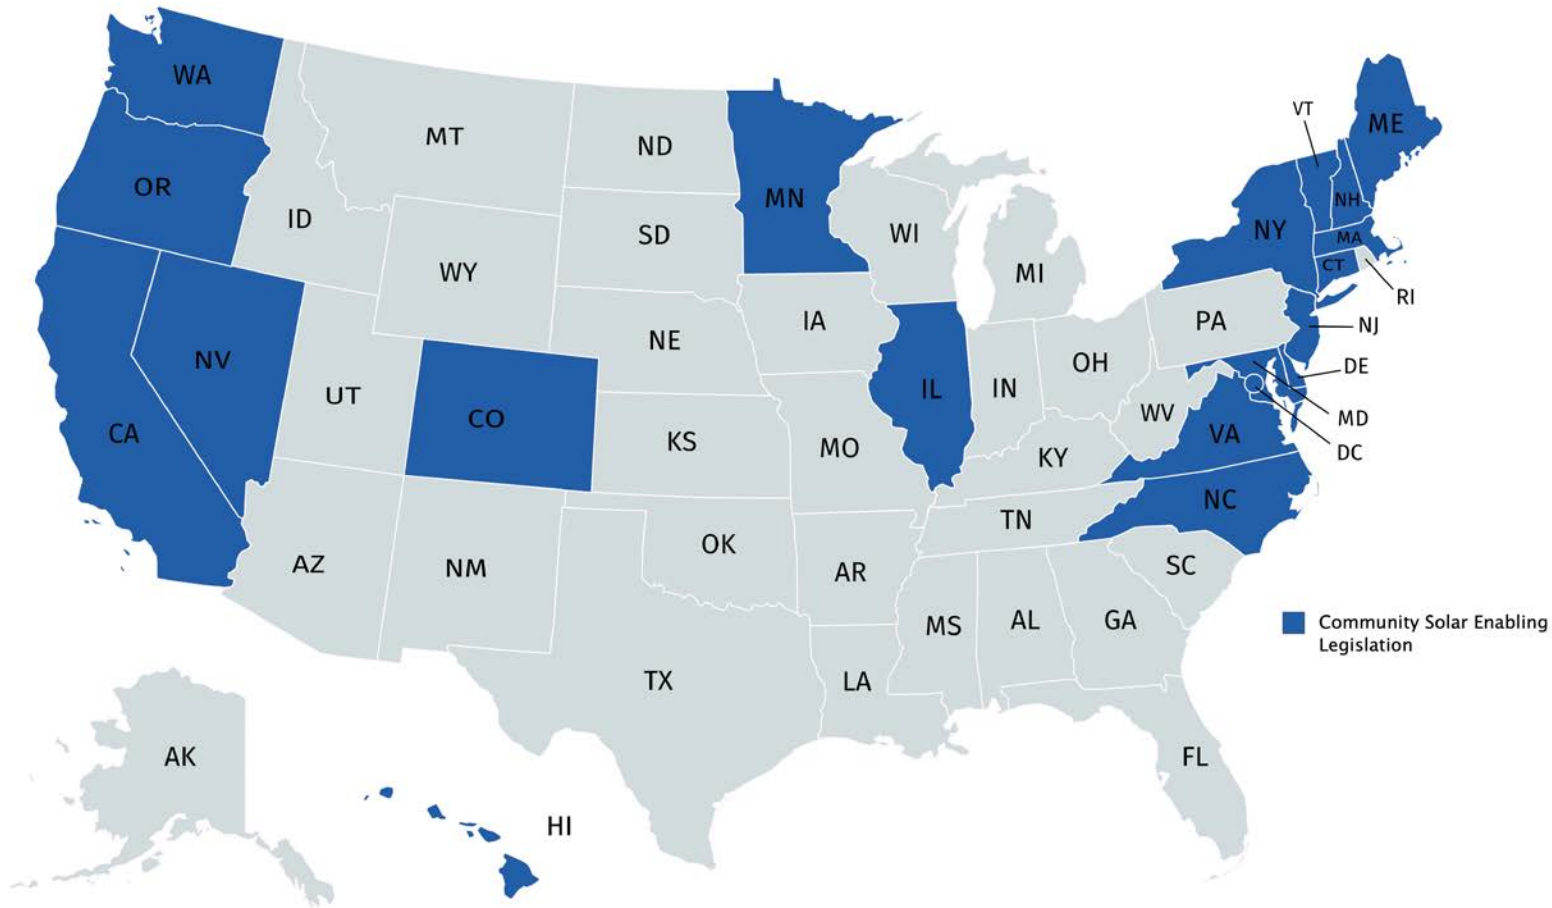 WA
OR
CA
NV
ID
MT
WY
UT
CO
AZ
NM
ND
SD
NE
KS
OK
TX
MN
IA
MO
AR
LA
WI
IL
MI
IN
OH
KY
TN
MS
AL
GA
FL
SC
NC
VA
WV
PA
NY
VT
NH
ME
MA
CT
RI
NJ
DE
MD
DC
AK
HI
Community Solar Enabling
Legislation